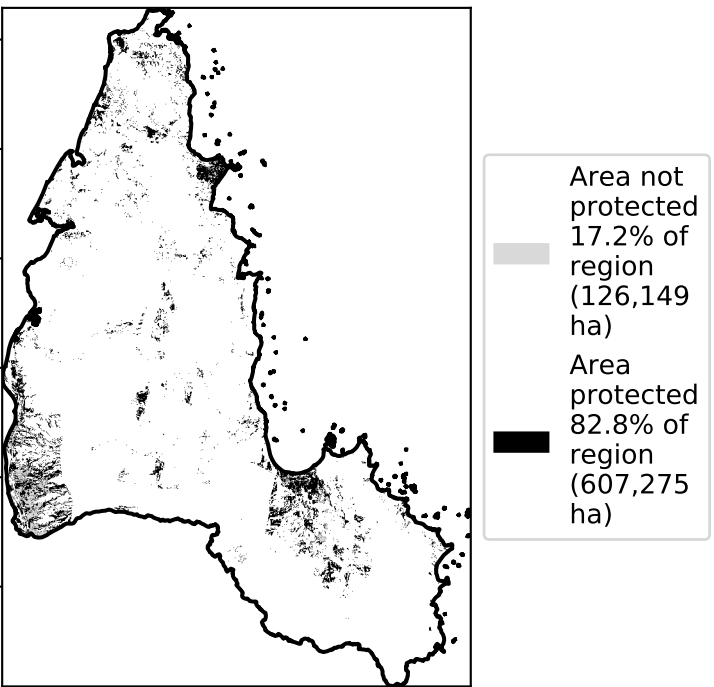 Area not
protected
17.2% of
region
(126,149
ha)
Area
protected
82.8% of
region
(607,275
ha)